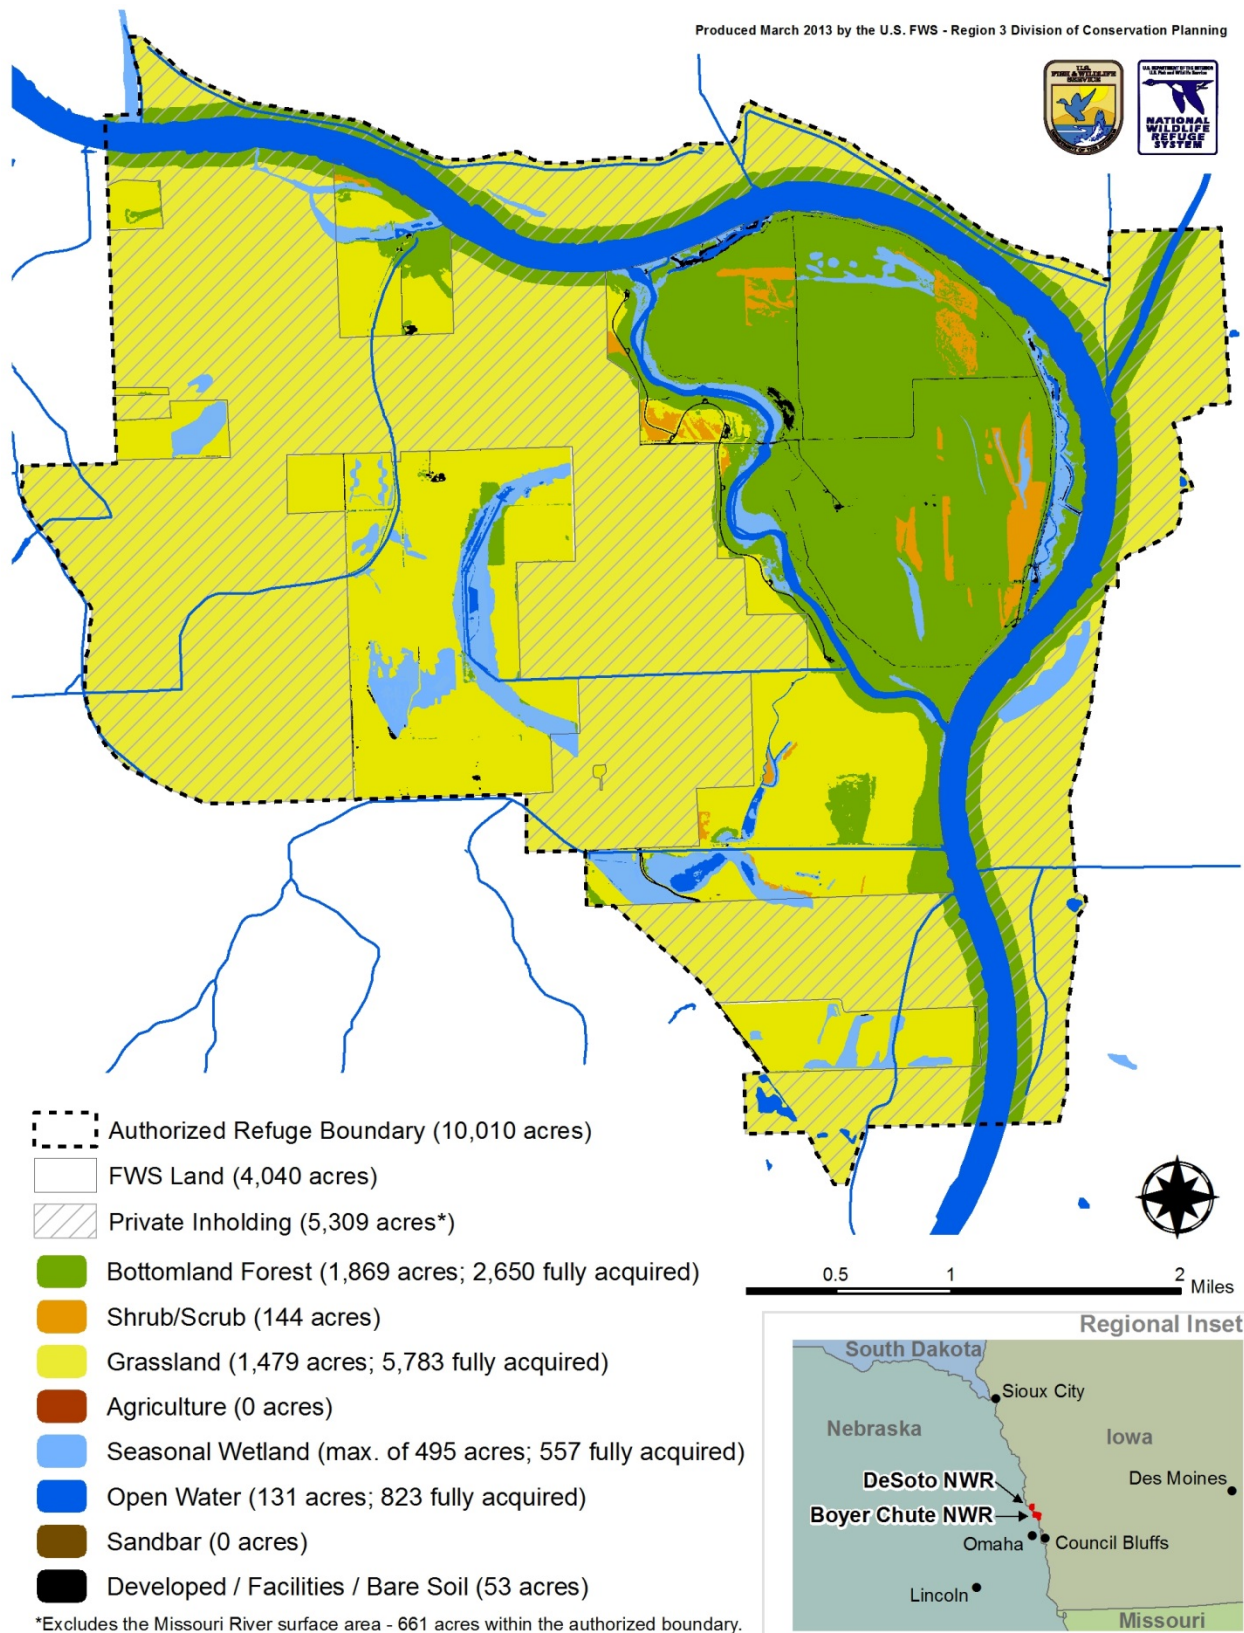 Produced March 2013 by the U.S. FWS - Region 3 Division of Conservation Planning
U.S.
FISH & WILDLIFE
SERVICE
NATIONAL
WILDLIFE
REFUGE
SYSTEM
Authorized Refuge Boundary (10,010 acres)
FWS Land (4,040 acres)
Private Inholding (5,309 acres*)
Bottomland Forest (1,869 acres; 2,650 fully acquired)
Shrub/Scrub (144 acres)
Grassland (1,479 acres; 5,783 fully acquired)
Agriculture (0 acres)
Seasonal Wetland (max. of 495 acres; 557 fully acquired)
Open Water (131 acres; 823 fully acquired)
Sandbar (0 acres)
Developed / Facilities / Bare Soil (53 acres)
*Excludes the Missouri River surface area - 661 acres within the authorized boundary.
0.5 1 2
Miles
Regional Inset
South Dakota
Sioux City
Nebraska
Iowa
DeSoto NWR
Des Moines
Boyer Chute NWR
Omaha
Council Bluffs
Lincoln
Missouri